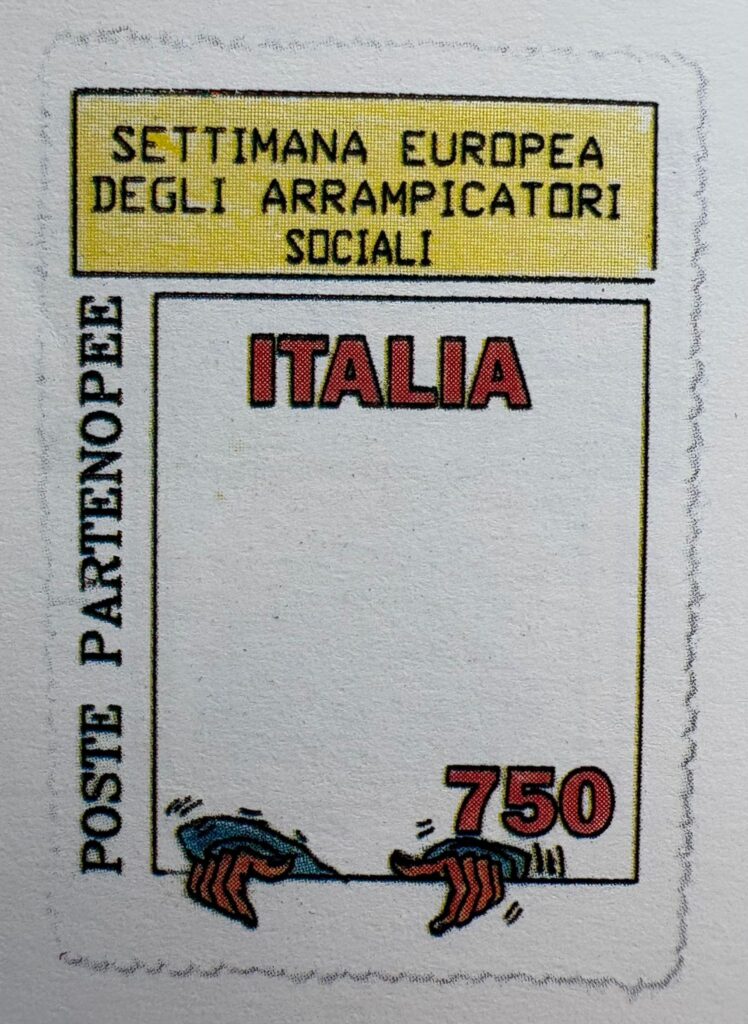 SETTIMANA EUROPEA
DEGLI ARRAMPICATORI
SOCIALI
POSTE PARTENOPEE
ITALIA
750